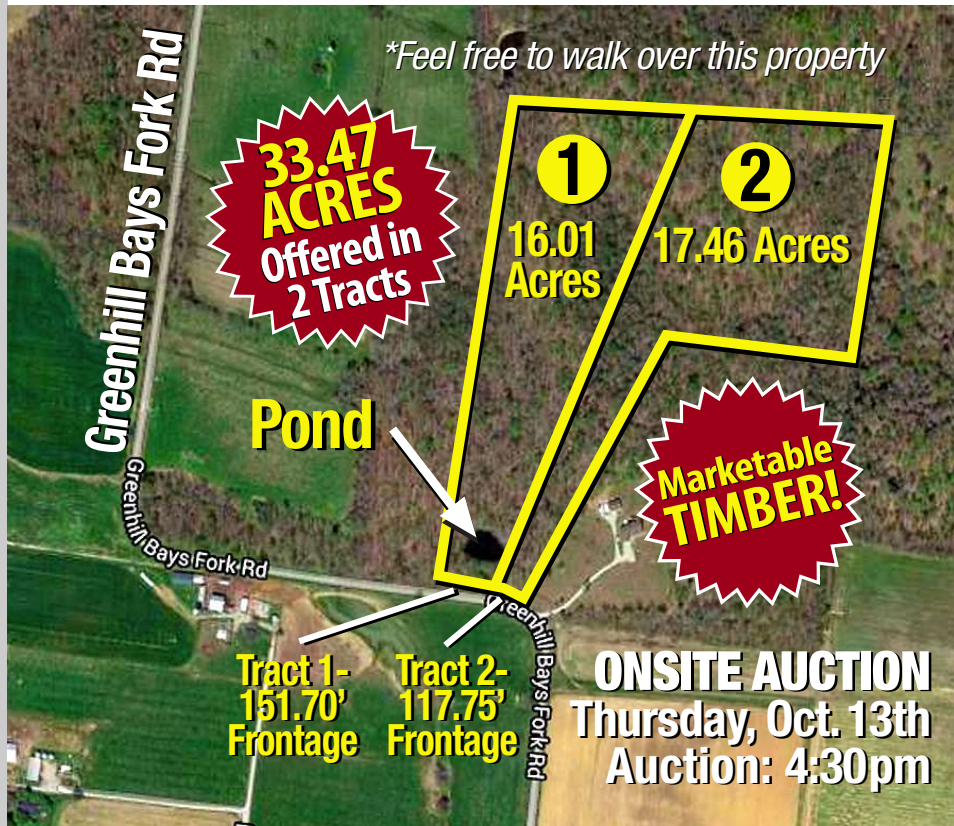 *Feel free to walk over this property
Greenhill Bays Fork Rd
33.47
ACRES
Offered in
2 Tracts
1
16.01
Acres
2
17.46 Acres
Pond
Marketable
TIMBER!
Greenhill Bays Fork Rd
Greenhill Bays Fork Rd
Tract 1-
151.70'
Frontage
Tract 2-
117.75'
Frontage
ONSITE AUCTION
Thursday, Oct. 13th
Auction: 4:30pm